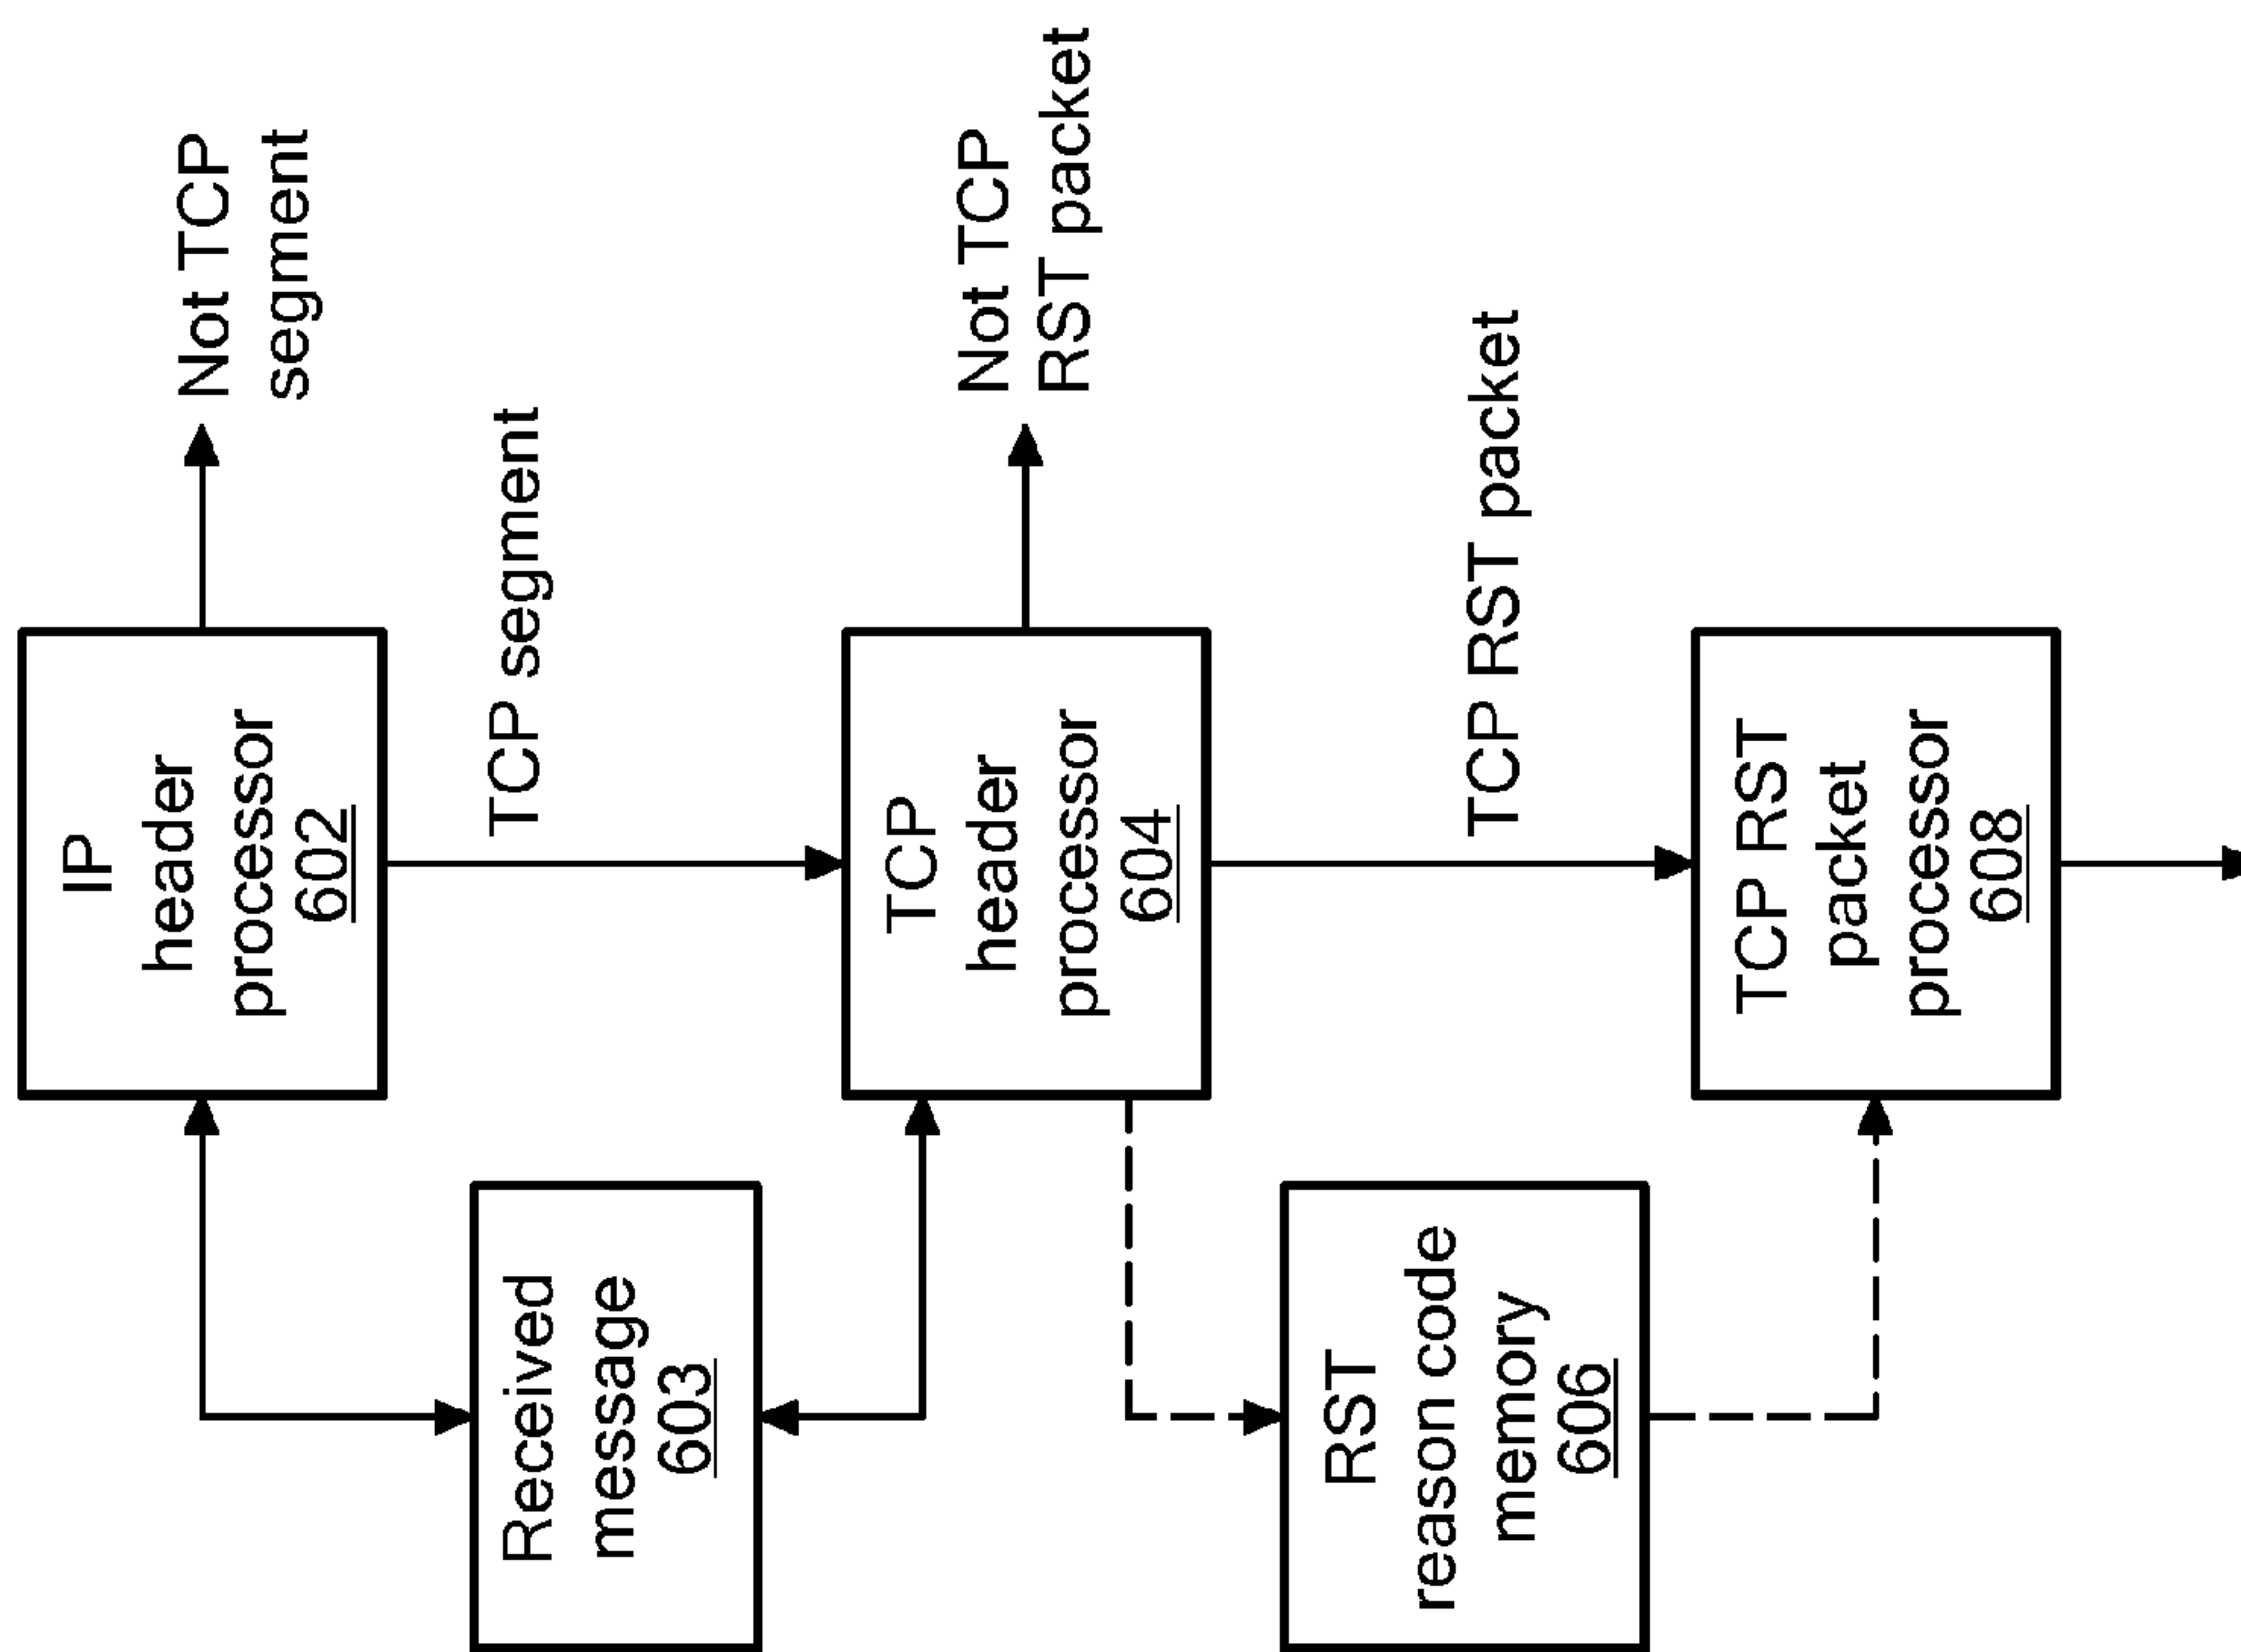 IP
header
processor
602
Not TCP
segment
TCP segment
Received
message
603
TCP
header
processor
604
Not TCP
RST packet
TCP RST packet
RST
reason code
memory
606
TCP RST
packet
processor
608